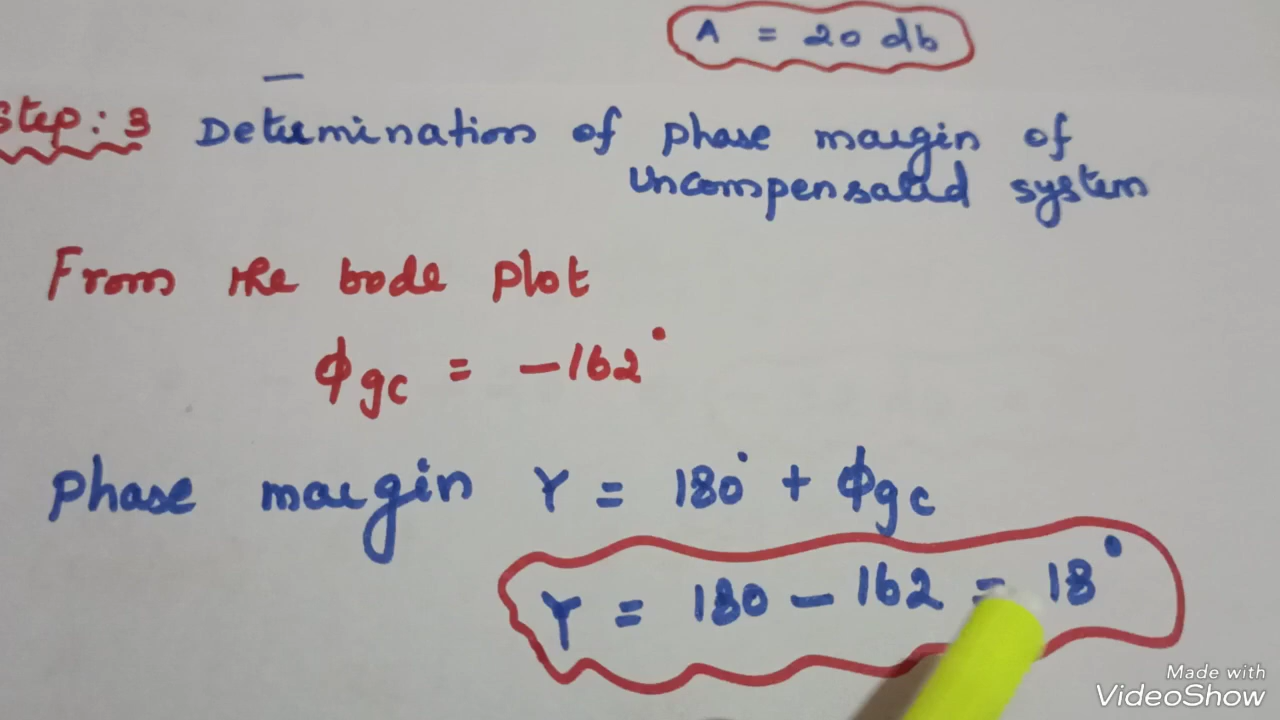 A = 20 db
Step: 3 Determination of phase margin of
uncompensated system
From the bode plot
ϕgc = -162°
phase margin γ = 180° + ϕgc
γ = 180 - 162 = 18°
Made with
VideoShow